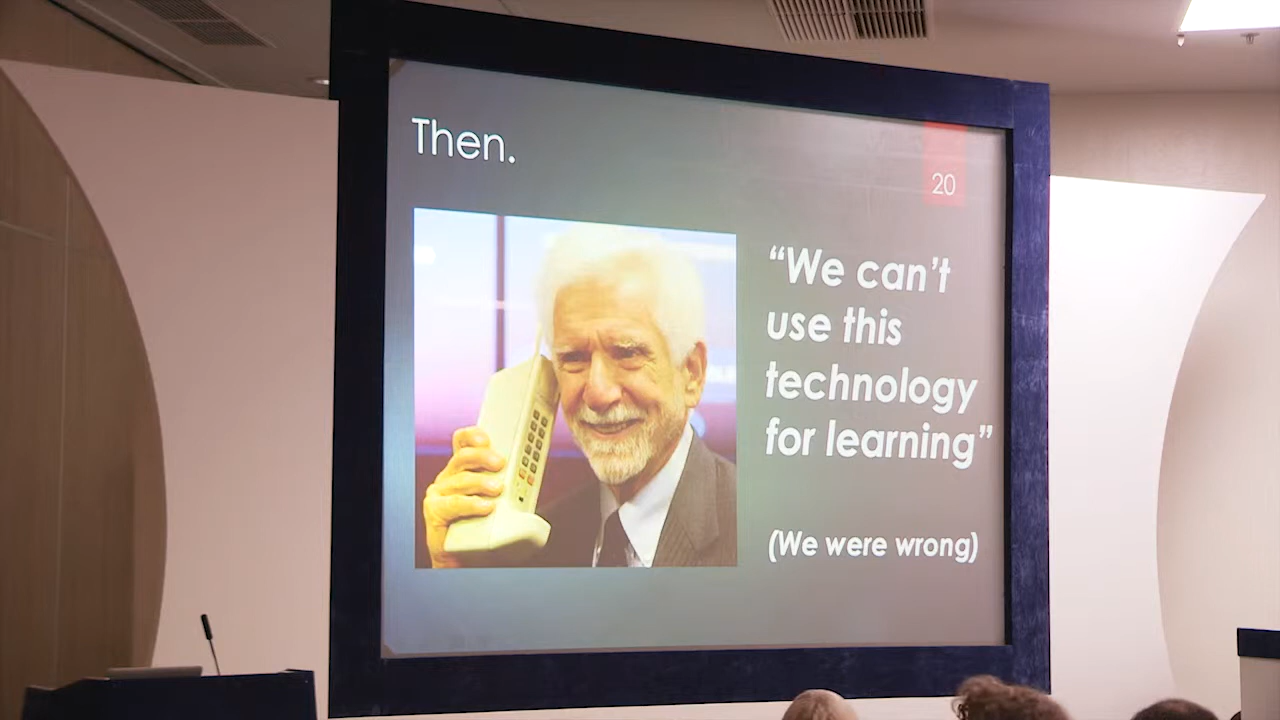 Then.
20
“We can’t
use this
technology
for learning”
(We were wrong)